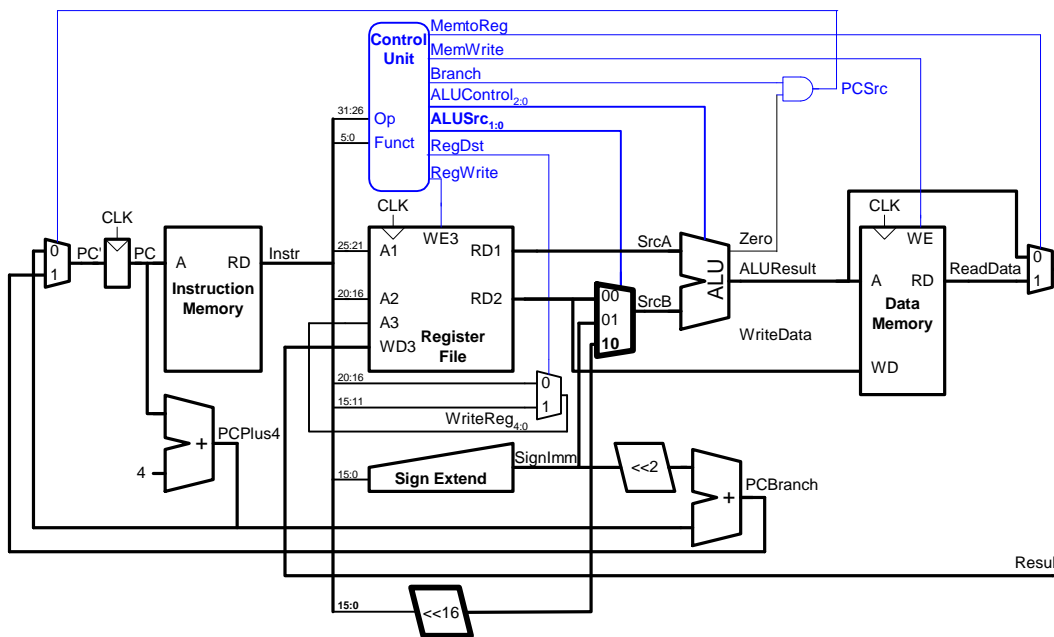 MemtoReg
Control
Unit
MemWrite
Branch
PCSrc
ALUControl2:0
31:26
Op
ALUSrc1:0
5:0
Funct
RegDst
RegWrite
CLK
CLK
CLK
0
1
PC'
PC
A
RD
Instr
Instruction
Memory
25:21
A1
WE3
RD1
SrcA
Zero
WE
0
1
ALU
ALUResult
A
RD
ReadData
Data
Memory
20:16
A2
RD2
00
01
10
SrcB
A3
Register
File
WD3
WriteData
WD
20:16
0
15:11
1
WriteReg4:0
PCPlus4
+
4
SignImm
15:0
Sign Extend
<<2
+
PCBranch
Resul
15:0
<<16